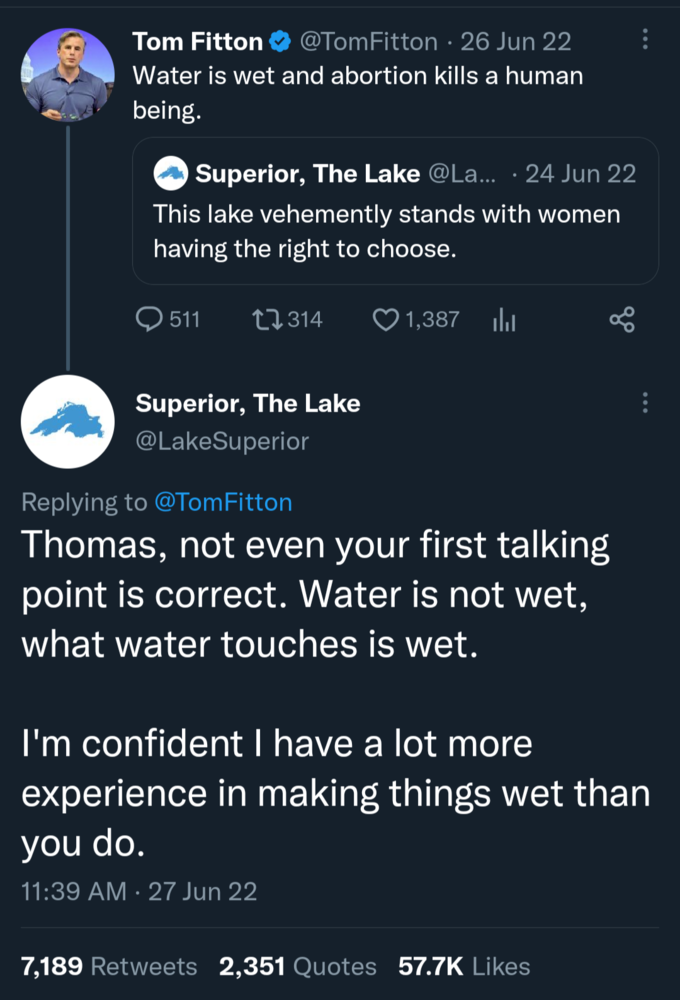 Tom Fitton @TomFitton · 26 Jun 22
Water is wet and abortion kills a human
being.
Superior, The Lake @La... · 24 Jun 22
This lake vehemently stands with women
having the right to choose.
511 314 1,387
Superior, The Lake
@LakeSuperior
Replying to @TomFitton
Thomas, not even your first talking
point is correct. Water is not wet,
what water touches is wet.
I'm confident I have a lot more
experience in making things wet than
you do.
11:39 AM · 27 Jun 22
7,189 Retweets 2,351 Quotes 57.7K Likes